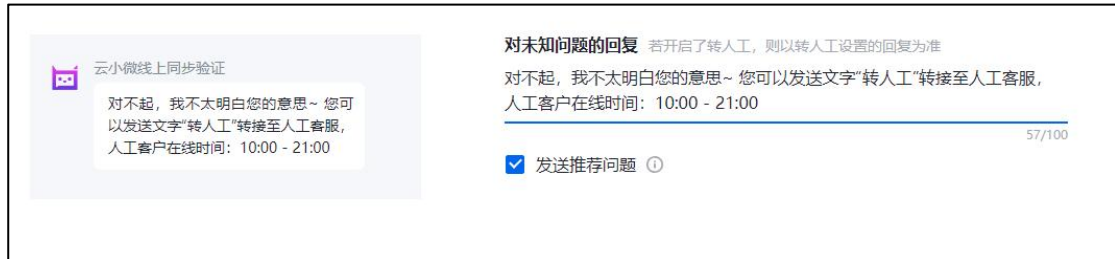 云小微线上同步验证
对不起，我不太明白您的意思~ 您可
以发送文字“转人工”转接至人工客服，
人工客户在线时间：10:00 - 21:00
对未知问题的回复 若开启了转人工，则以转人工设置的回复为准
对不起，我不太明白您的意思~ 您可以发送文字“转人工”转接至人工客服，
人工客户在线时间：10:00 - 21:00
57/100
发送推荐问题